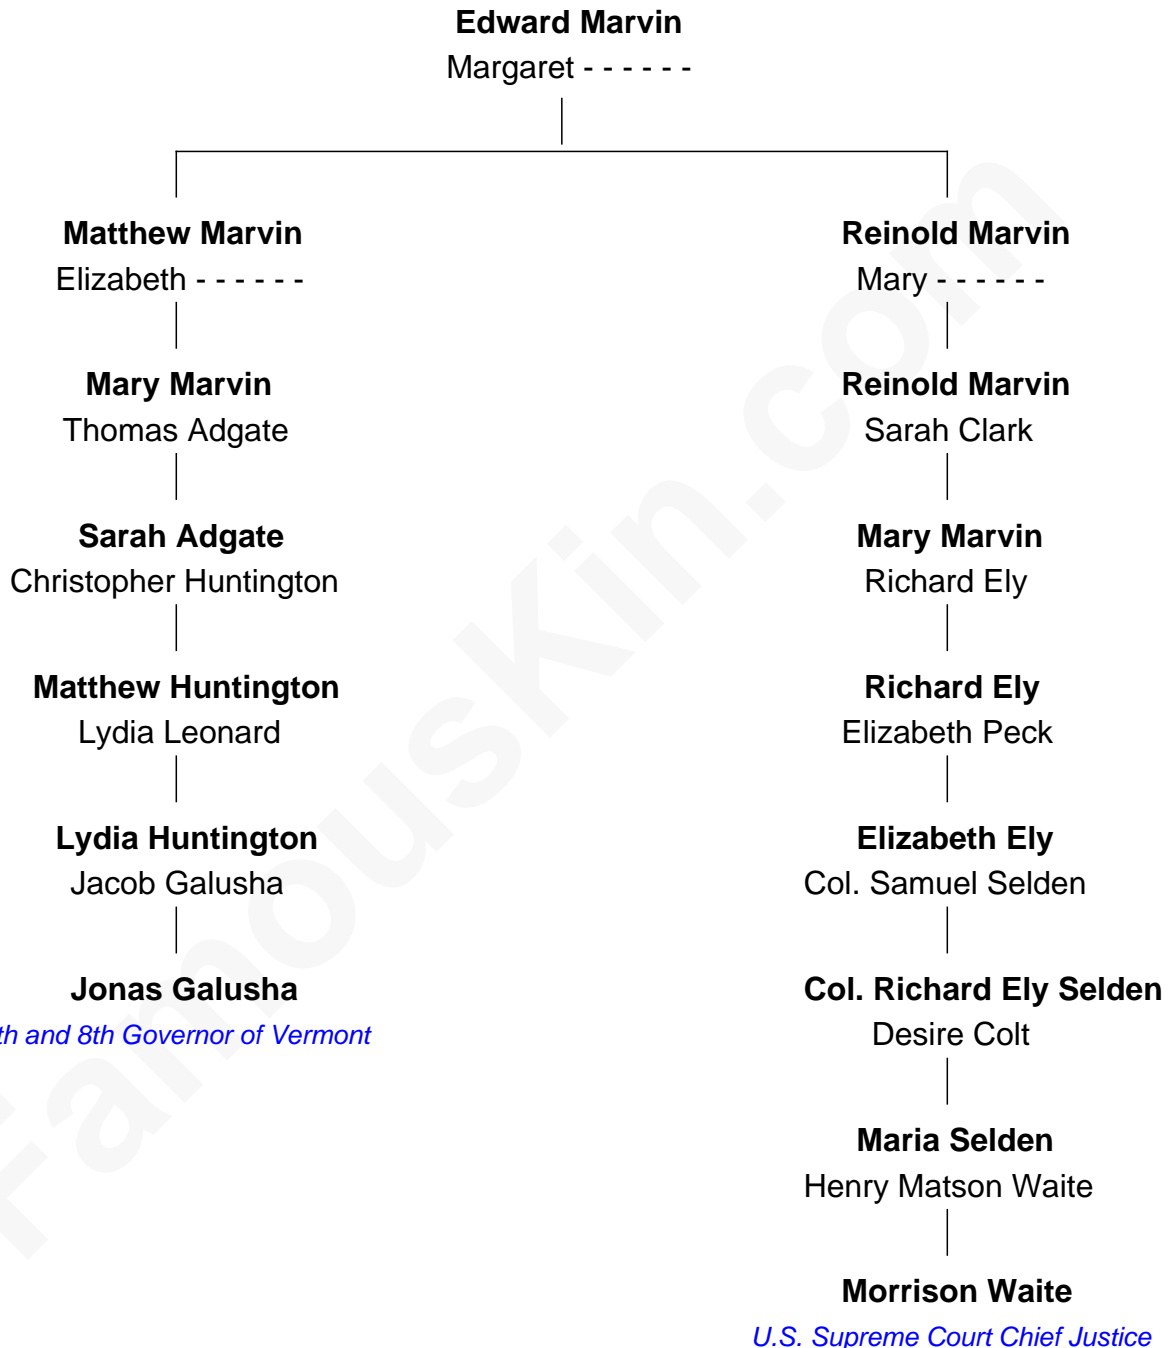 Edward Marvin
Margaret - - - - - -
Matthew Marvin
Elizabeth - - - - - -
Reinold Marvin
Mary - - - - - -
Mary Marvin
Thomas Adgate
Reinold Marvin
Sarah Clark
Sarah Adgate
Christopher Huntington
Mary Marvin
Richard Ely
Matthew Huntington
Lydia Leonard
Richard Ely
Elizabeth Peck
Lydia Huntington
Jacob Galusha
Elizabeth Ely
Col. Samuel Selden
Jonas Galusha
th and 8th Governor of Vermont
Col. Richard Ely Selden
Desire Colt
Maria Selden
Henry Matson Waite
Morrison Waite
U.S. Supreme Court Chief Justice
FamousKin.com